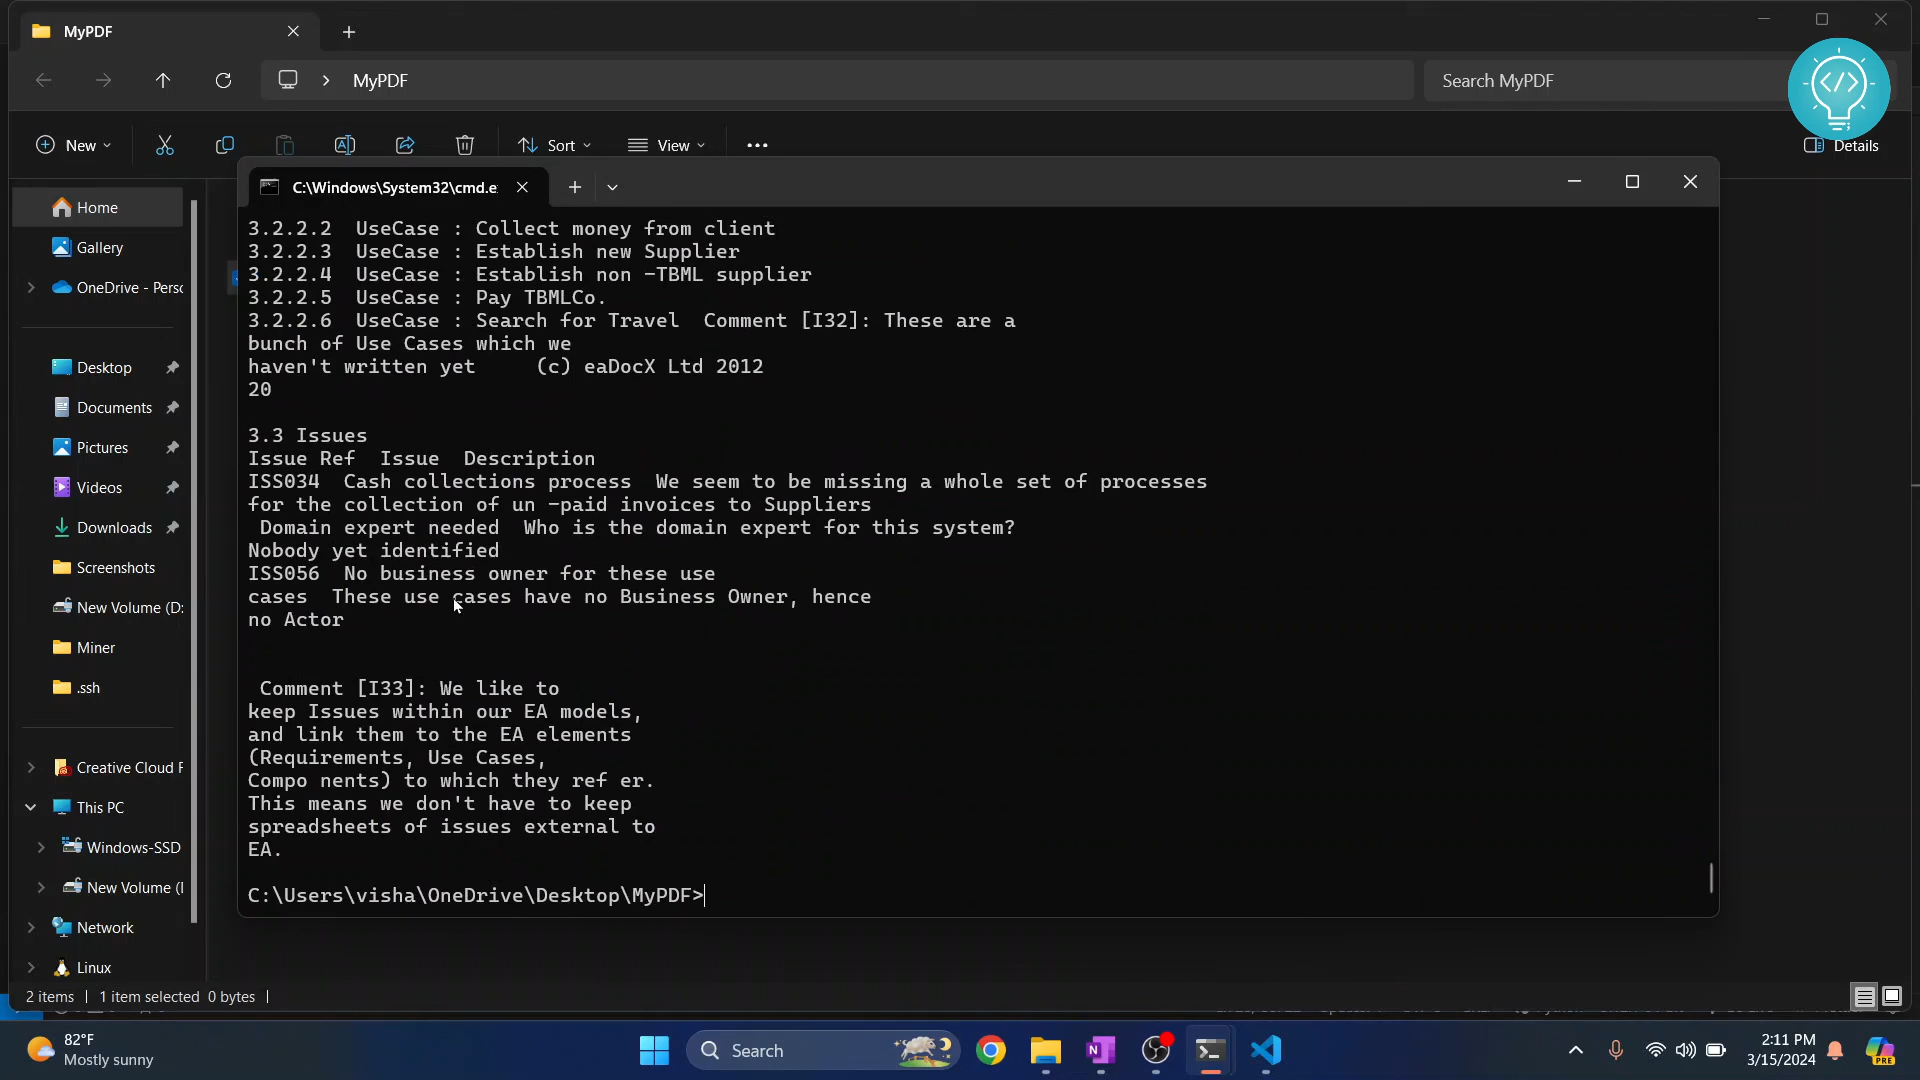 MyPDF
MyPDF
Search MyPDF
New
Sort
View
Details
C:\Windows\System32\cmd.e
Home
Gallery
OneDrive - Perso
Desktop
Documents
Pictures
Videos
Downloads
Screenshots
New Volume (D:
Miner
.ssh
Creative Cloud F
This PC
Windows-SSD
New Volume (I
Network
Linux
3.2.2.2  UseCase : Collect money from client
3.2.2.3  UseCase : Establish new Supplier
3.2.2.4  UseCase : Establish non -TBML supplier
3.2.2.5  UseCase : Pay TBMLCo.
3.2.2.6  UseCase : Search for Travel  Comment [I32]: These are a
bunch of Use Cases which we
haven't written yet     (c) eaDocX Ltd 2012
20
3.3 Issues
Issue Ref  Issue  Description
ISS034  Cash collections process  We seem to be missing a whole set of processes
for the collection of un -paid invoices to Suppliers
Domain expert needed  Who is the domain expert for this system?
Nobody yet identified
ISS056  No business owner for these use
cases  These use cases have no Business Owner, hence
no Actor
Comment [I33]: We like to
keep Issues within our EA models,
and link them to the EA elements
(Requirements, Use Cases,
Compo nents) to which they ref er.
This means we don't have to keep
spreadsheets of issues external to
EA.
C:\Users\visha\OneDrive\Desktop\MyPDF>
2 items | 1 item selected 0 bytes |
82°F
Mostly sunny
Search
2:11 PM
3/15/2024
PRE